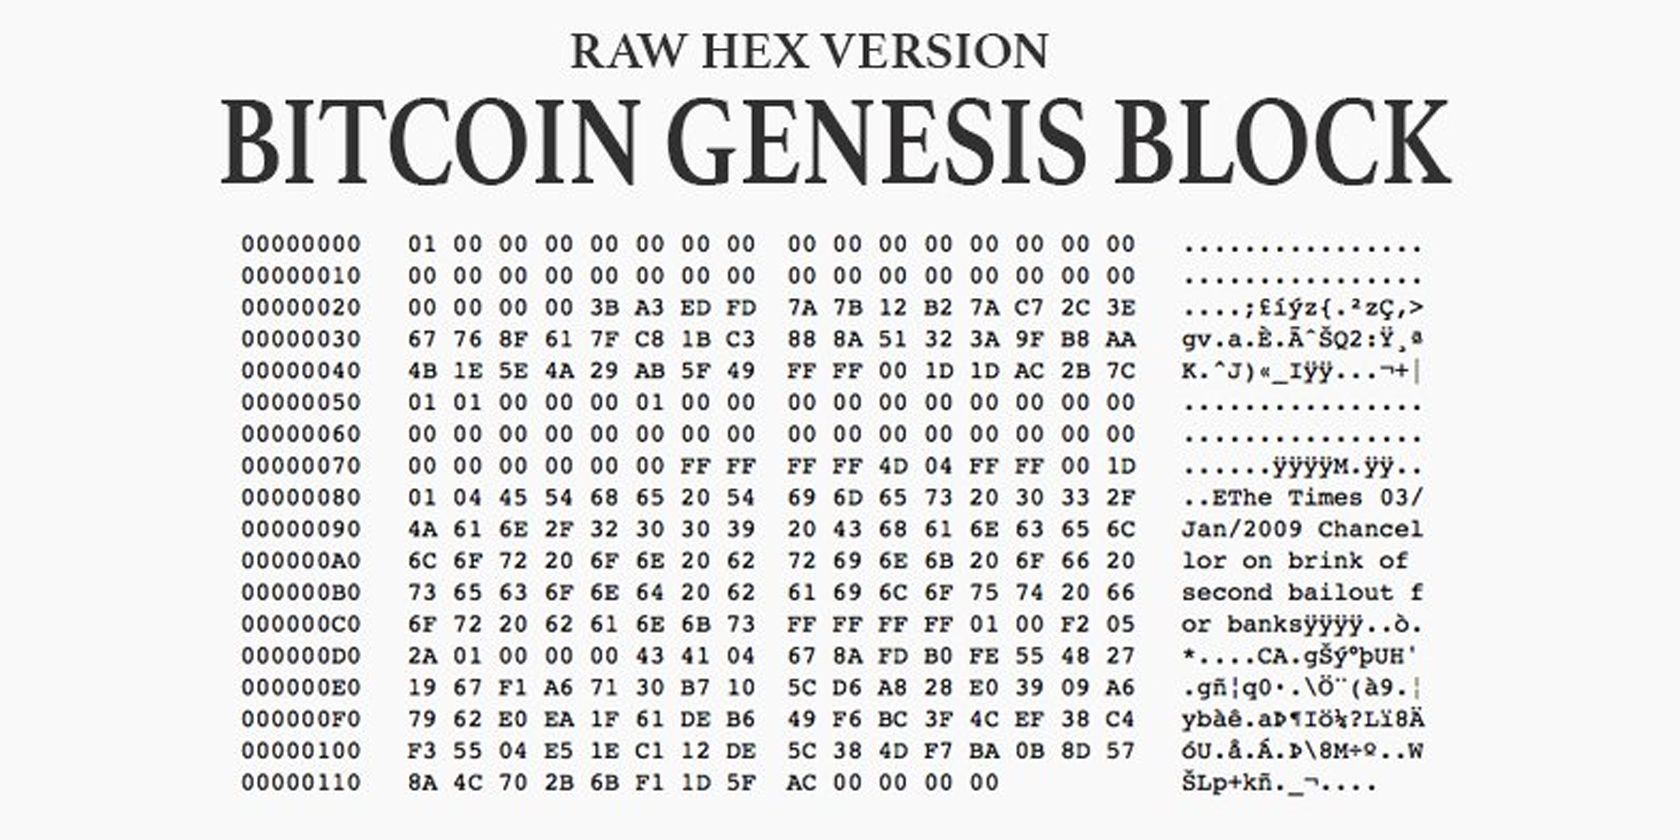 RAW HEX VERSION
BITCOIN GENESIS BLOCK
00000000 01 00 00 00 00 00 00 00 00 00 00 00 00 00 00 00 ................
00000010 00 00 00 00 00 00 00 00 00 00 00 00 00 00 00 00 ................
00000020 00 00 00 00 3B A3 ED FD 7A 7B 12 B2 7A C7 2C 3E ....;£íýz{.²zÇ,>
00000030 67 76 8F 61 7F C8 1B C3 88 8A 51 32 3A 9F B8 AA gv.a.È.ÃˆŠQ2:Ÿ¸ª
00000040 4B 1E 5E 4A 29 AB 5F 49 FF FF 00 1D 1D AC 2B 7C K.^J)«_Iÿÿ...¬+|
00000050 01 01 00 00 00 01 00 00 00 00 00 00 00 00 00 00 ................
00000060 00 00 00 00 00 00 00 00 00 00 00 00 00 00 00 00 ................
00000070 00 00 00 00 00 00 FF FF FF FF 4D 04 FF FF 00 1D ......ÿÿÿÿM.ÿÿ..
00000080 01 04 45 54 68 65 20 54 69 6D 65 73 20 30 33 2F ..EThe Times 03/
00000090 4A 61 6E 2F 32 30 30 39 20 43 68 61 6E 63 65 6C Jan/2009 Chancel
000000A0 6C 6F 72 20 6F 6E 20 62 72 69 6E 6B 20 6F 66 20 lor on brink of
000000B0 73 65 63 6F 6E 64 20 62 61 69 6C 6F 75 74 20 66 second bailout f
000000C0 6F 72 20 62 61 6E 6B 73 FF FF FF FF 01 00 F2 05 or banksÿÿÿÿ..ò.
000000D0 2A 01 00 00 00 43 41 04 67 8A FD B0 FE 55 48 27 *....CA.gŠý°þUH'
000000E0 19 67 F1 A6 71 30 B7 10 5C D6 A8 28 E0 39 09 A6 .gñ¦q0·.\Ö¨(à9.¦
000000F0 79 62 E0 EA 1F 61 DE B6 49 F6 BC 3F 4C EF 38 C4 ybàê.aÞ¶Iö¼?Lï8Ä
00000100 F3 55 04 E5 1E C1 12 DE 5C 38 4D F7 BA 0B 8D 57 óU.å.Á.Þ\8M÷º..W
00000110 8A 4C 70 2B 6B F1 1D 5F AC 00 00 00 00 ŠLp+kñ._¬....